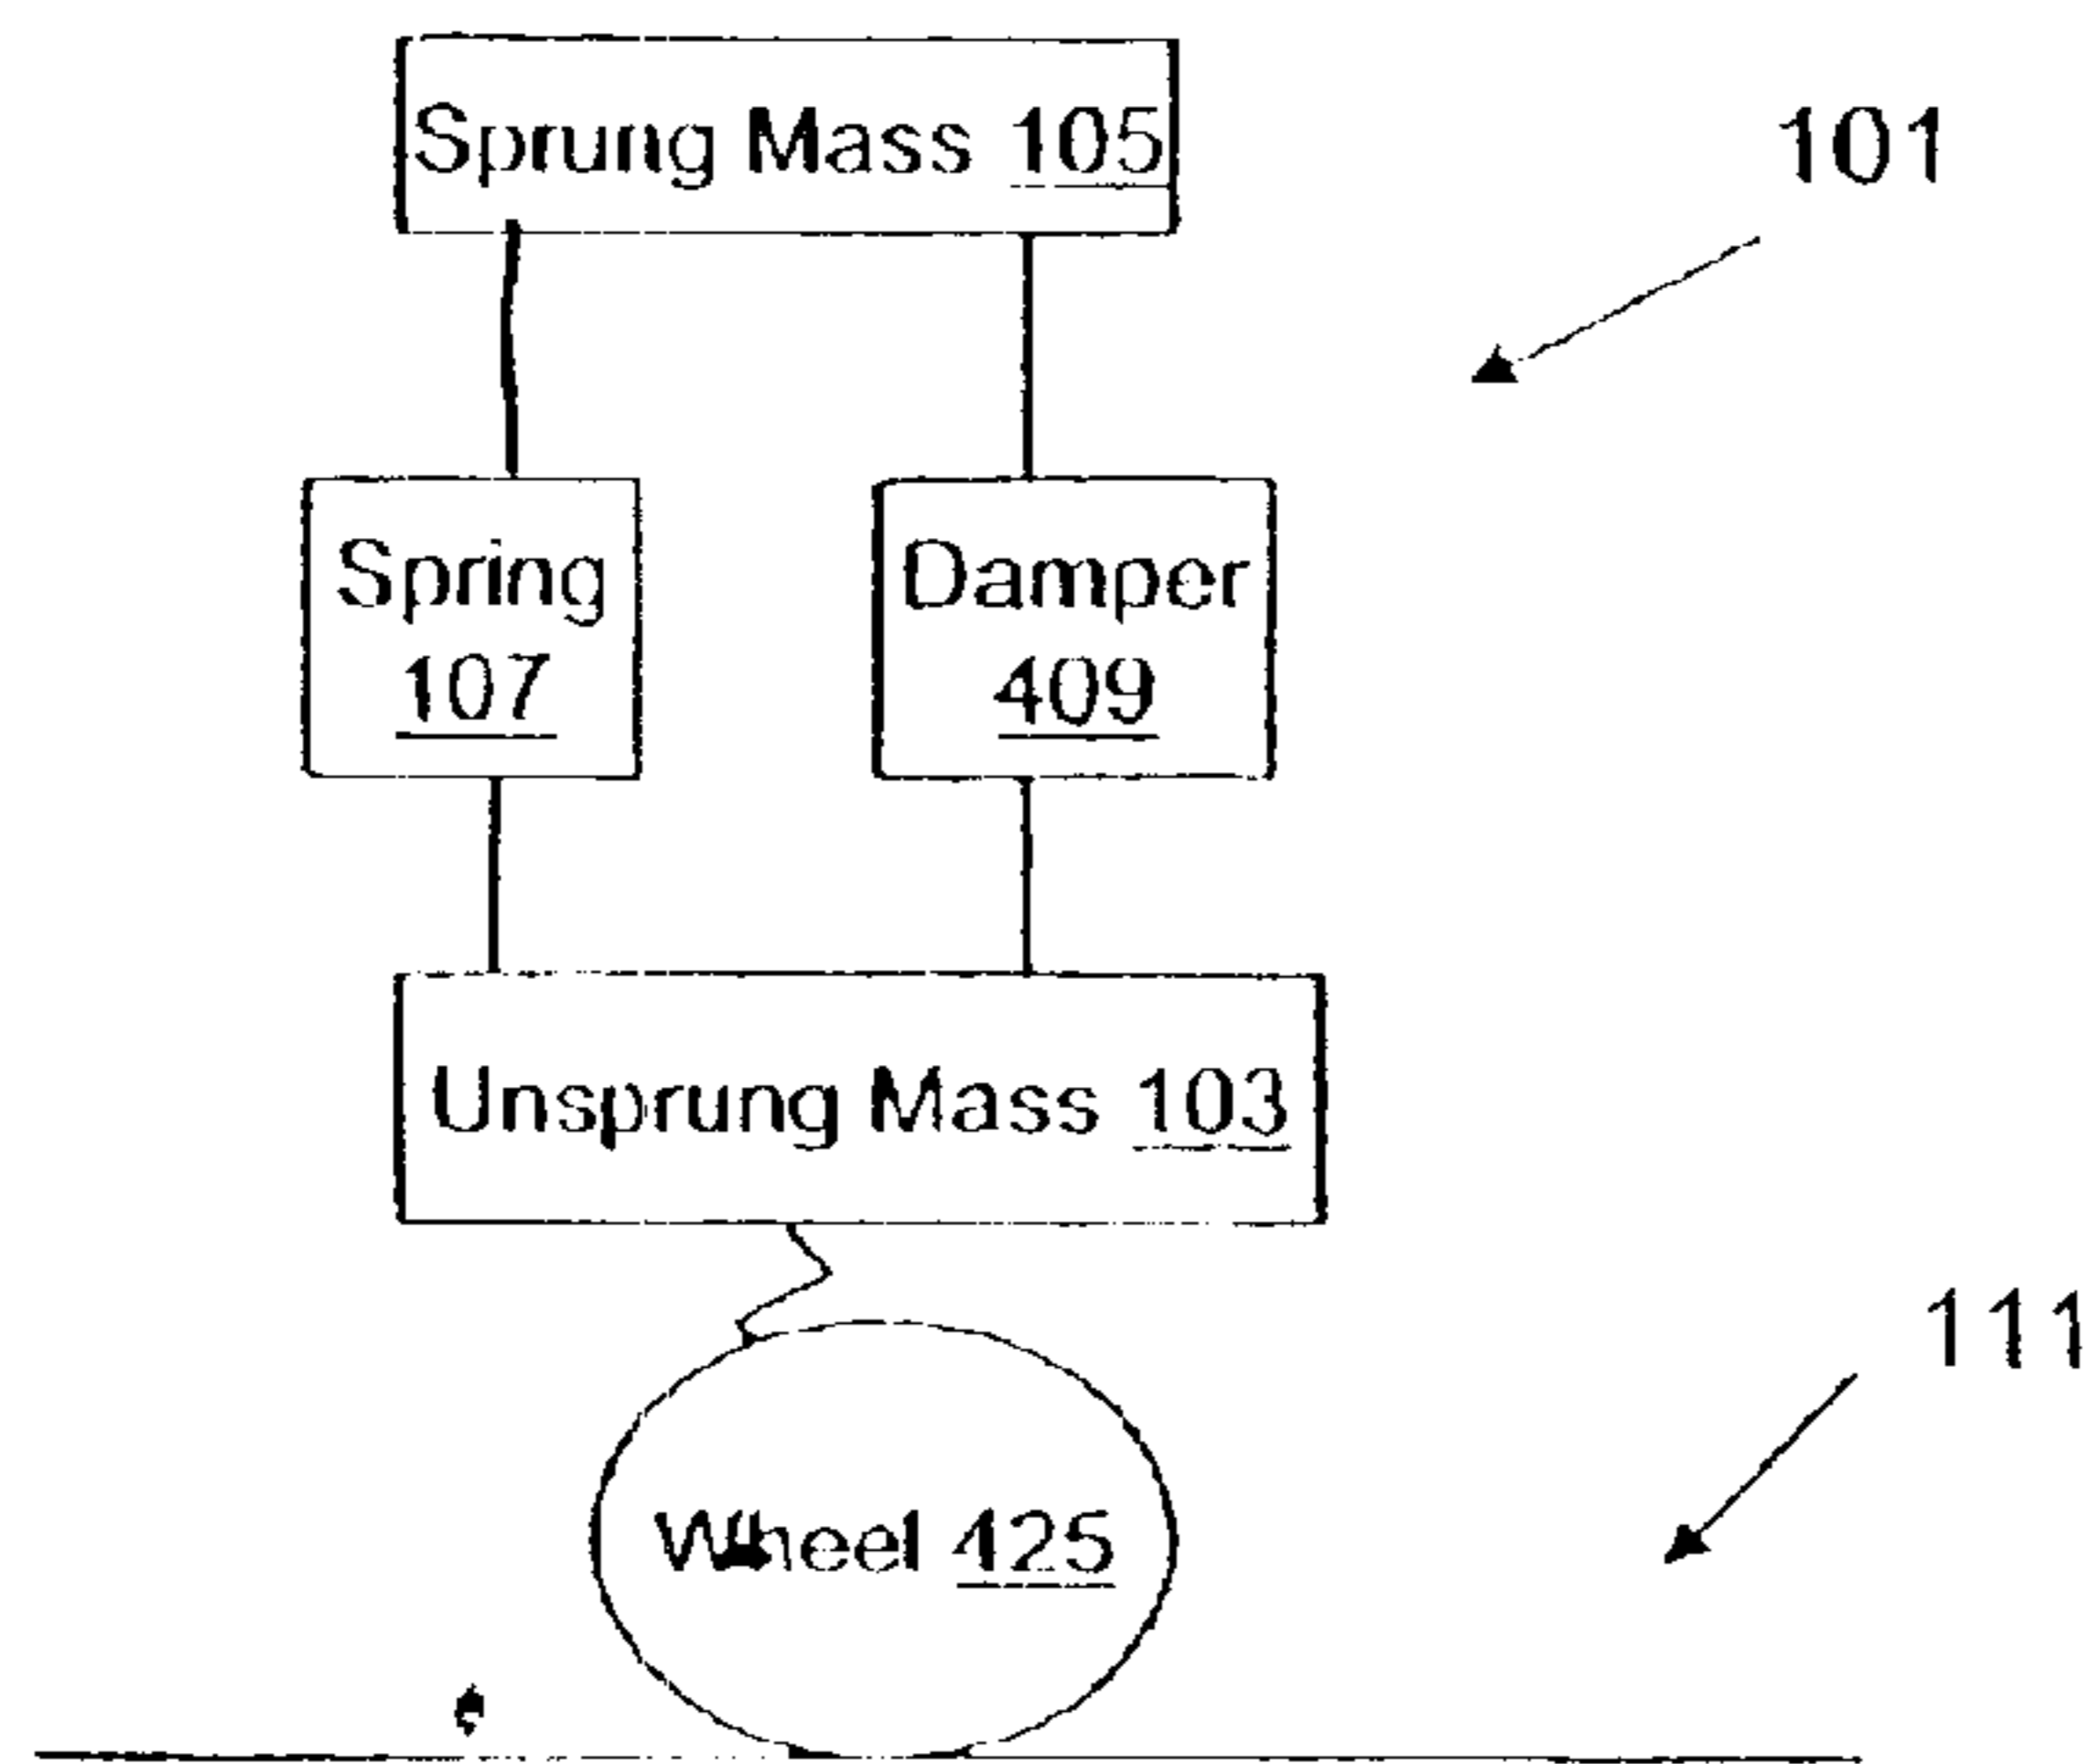 Sprung Mass 105
101
Spring
107
Damper
409
Unsprung Mass 103
111
Wheel 425